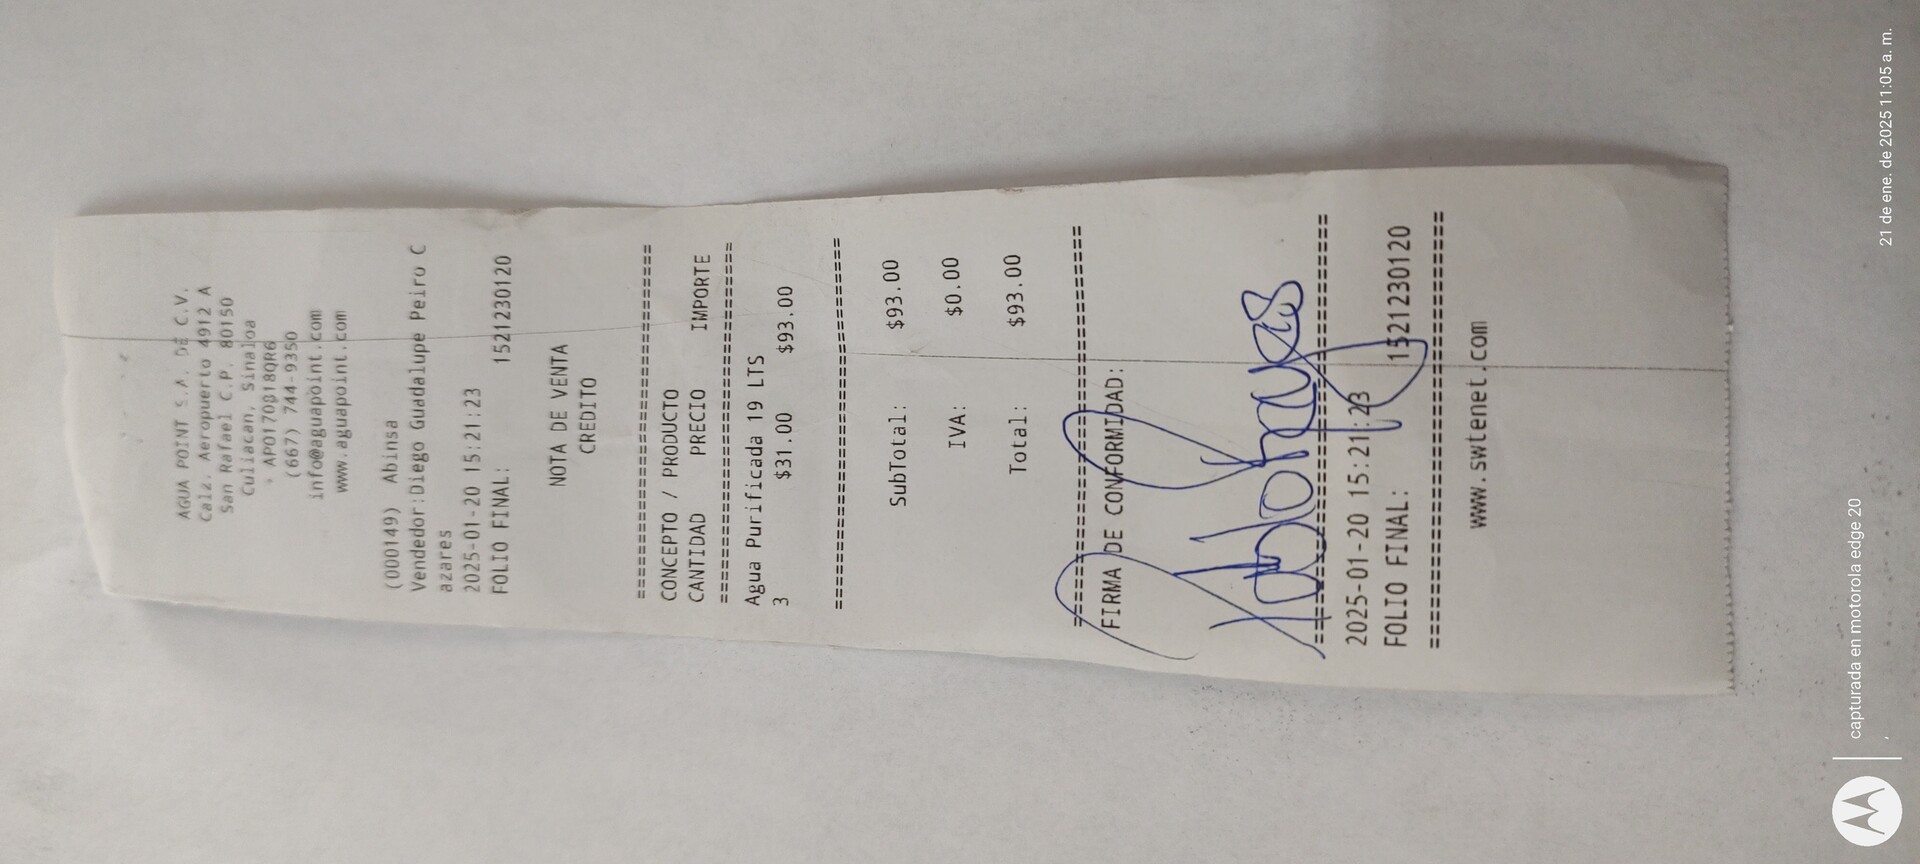 AGUA POINT S.A. DE C.V.
Calz. Aeropuerto 4912 A
San Rafael C.P. 80150
Culiacan, Sinaloa
APO170818QR6
(667) 744-9350
info@aguapoint.com
www.aguapoint.com
(000149) Abinsa
Vendedor:Diego Guadalupe Peiro C
azares
2025-01-20 15:21:23
FOLIO FINAL: 1521230120
NOTA DE VENTA
CREDITO
==============================
CONCEPTO / PRODUCTO
CANTIDAD PRECIO IMPORTE
==============================
Agua Purificada 19 LTS
3 $31.00 $93.00
==============================
SubTotal: $93.00
IVA: $0.00
Total: $93.00
==============================
FIRMA DE CONFORMIDAD:
==============================
2025-01-20 15:21:23
FOLIO FINAL: 1521230120
==============================
www.swtenet.com
capturada en motorola edge 20
21 de ene. de 2025 11:05 a. m.